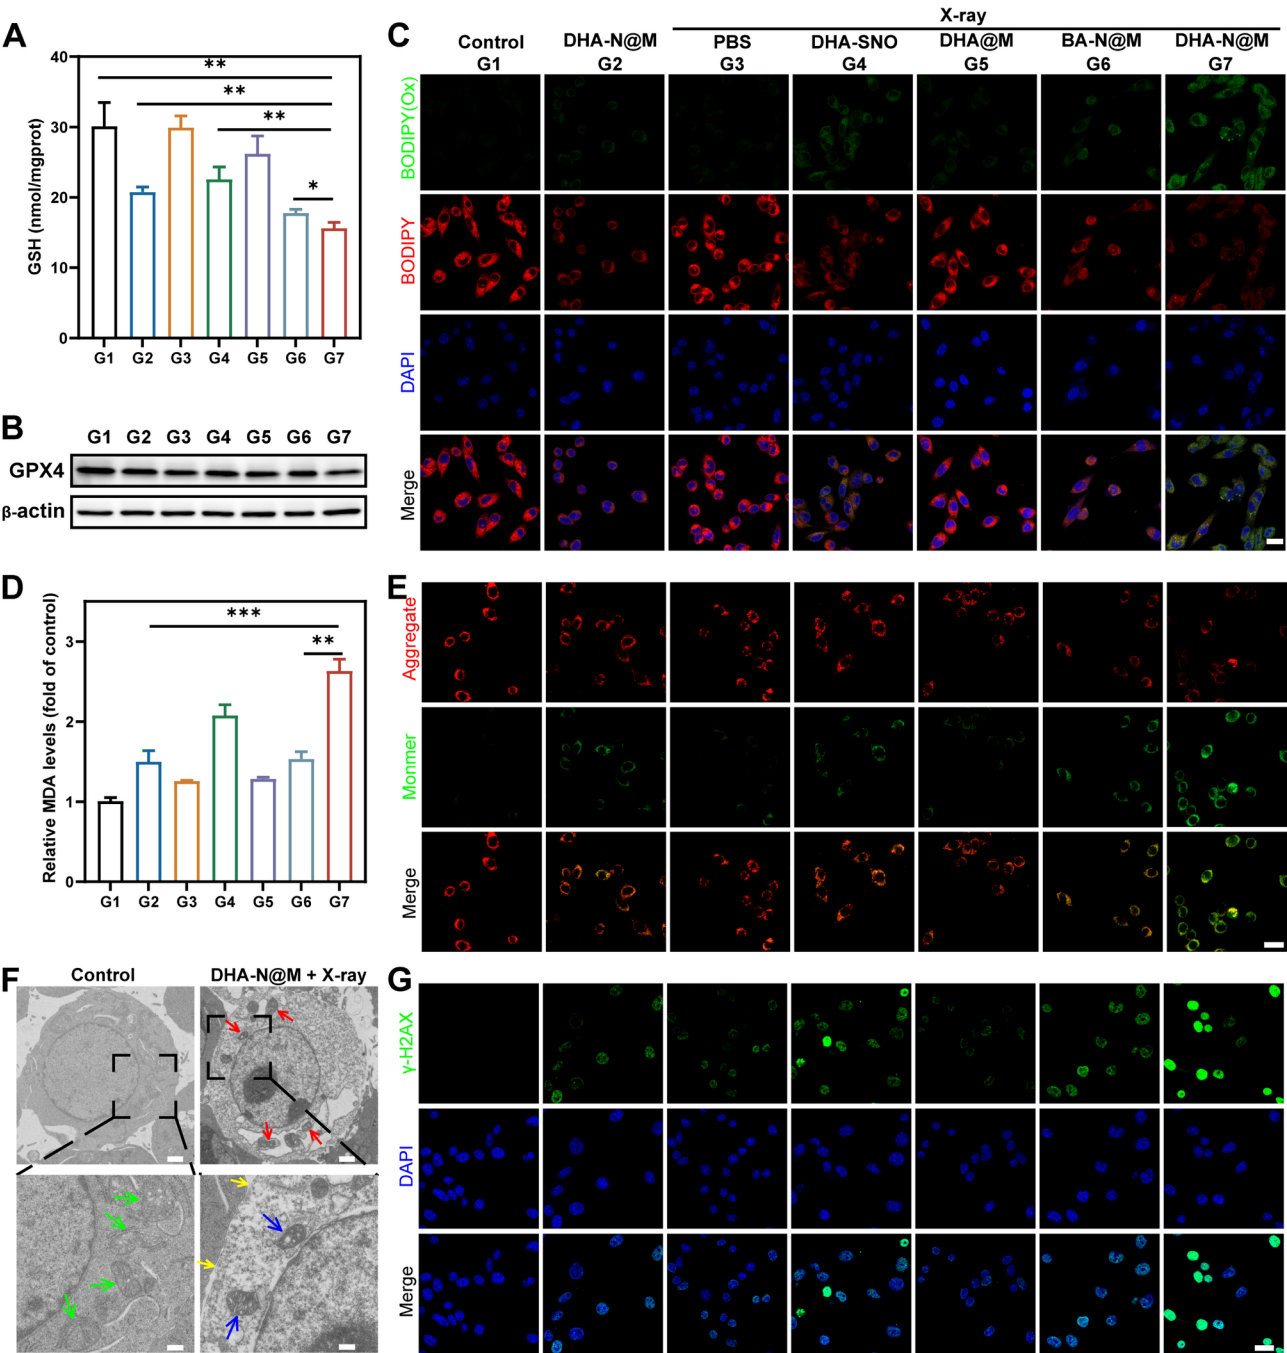 A
GSH (nmol/mgprot)
40
30
20
10
0
**
**
**
*
G1 G2 G3 G4 G5 G6 G7
B
G1 G2 G3 G4 G5 G6 G7
GPX4
β-actin
C
X-ray
Control DHA-N@M PBS DHA-SNO DHA@M BA-N@M DHA-N@M
G1 G2 G3 G4 G5 G6 G7
BODIPY(Ox)
BODIPY
DAPI
Merge
D
Relative MDA levels (fold of control)
3
2
1
0
***
**
G1 G2 G3 G4 G5 G6 G7
E
Aggregate
Monmer
Merge
F
Control DHA-N@M + X-ray
G
γ-H2AX
DAPI
Merge